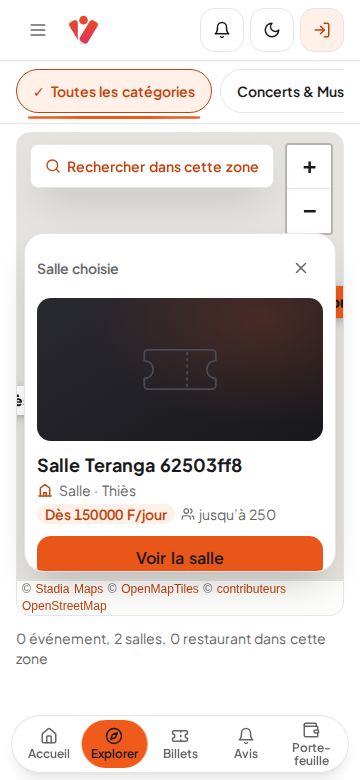 ✓ Toutes les catégories
Concerts & Mus
Rechercher dans cette zone
+
−
Salle choisie
Salle Teranga 62503ff8
Salle · Thiès
Dès 150000 F/jour
jusqu'à 250
Voir la salle
© Stadia Maps © OpenMapTiles © contributeurs
OpenStreetMap
0 événement, 2 salles, 0 restaurant dans cette
zone
Accueil
Explorer
Billets
Avis
Porte-
feuille